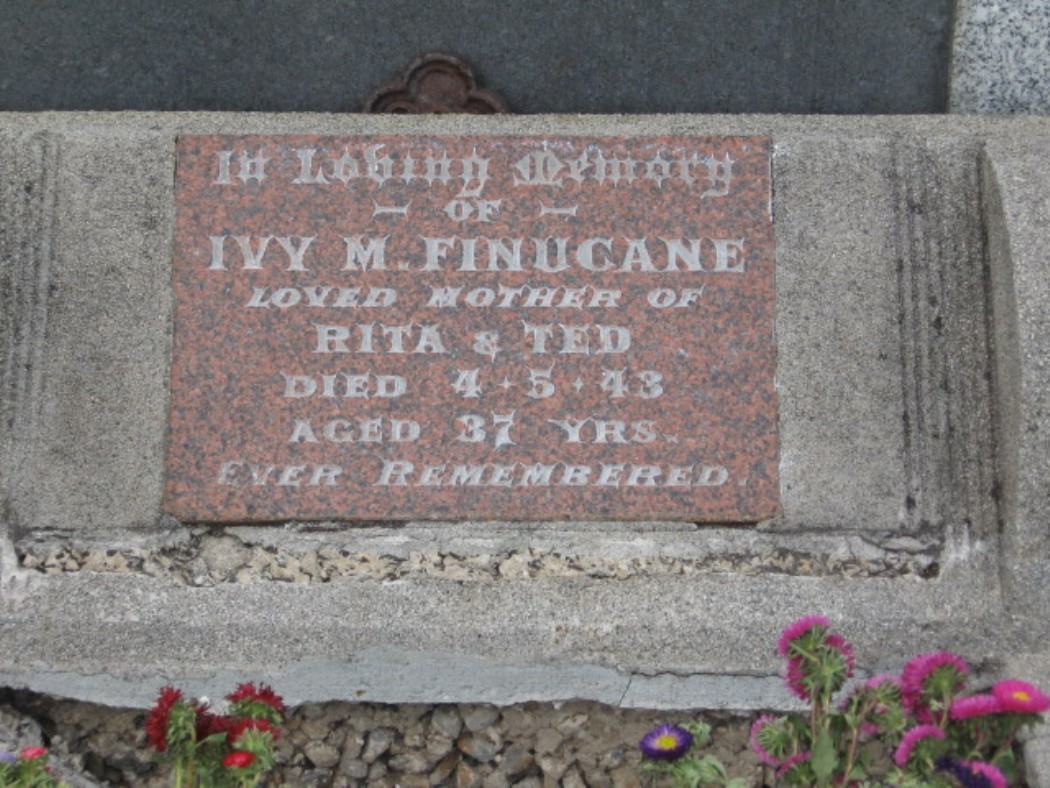 In Loving Memory
- OF -
IVY M. FINUCANE
LOVED MOTHER OF
RITA & TED
DIED 4·5·43
AGED 37 YRS.
EVER REMEMBERED.